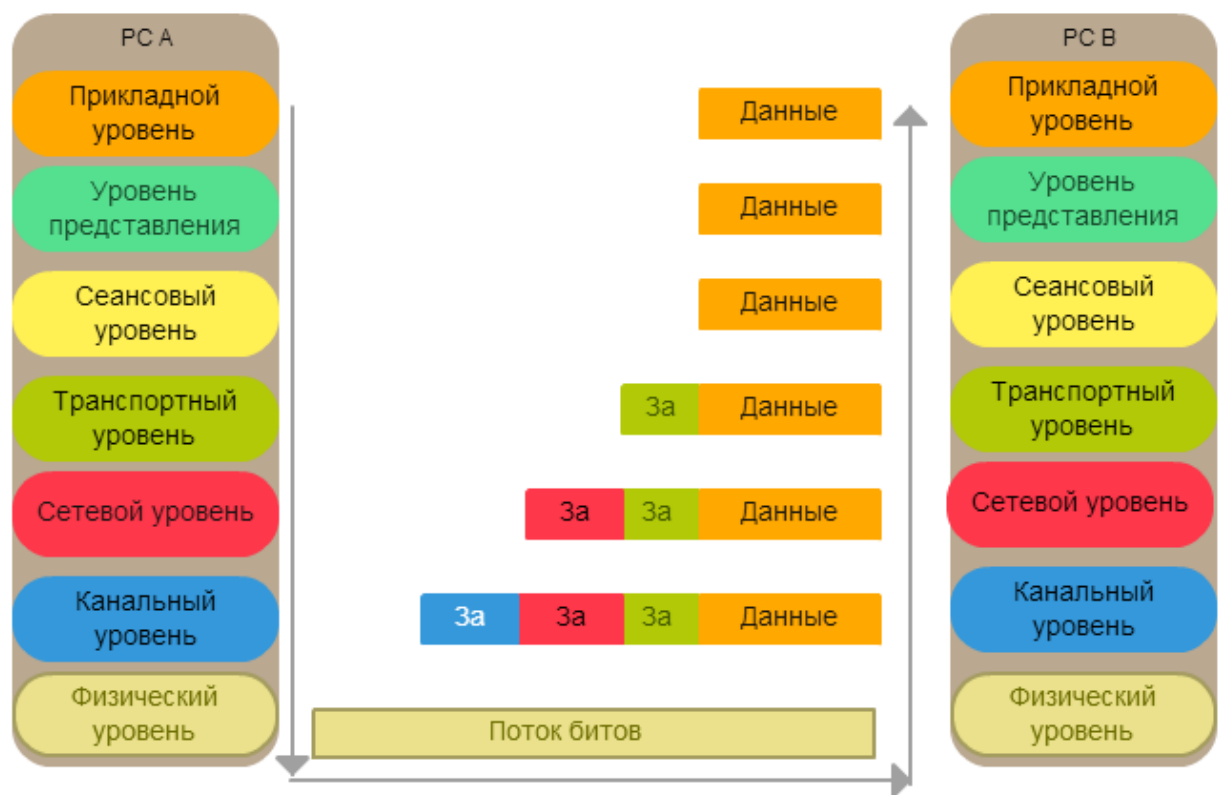 PC A
Прикладной
уровень
Уровень
представления
Сеансовый
уровень
Транспортный
уровень
Сетевой уровень
Канальный
уровень
Физический
уровень
Данные
Данные
Данные
За Данные
За За Данные
За За За Данные
Поток битов
PC B
Прикладной
уровень
Уровень
представления
Сеансовый
уровень
Транспортный
уровень
Сетевой уровень
Канальный
уровень
Физический
уровень